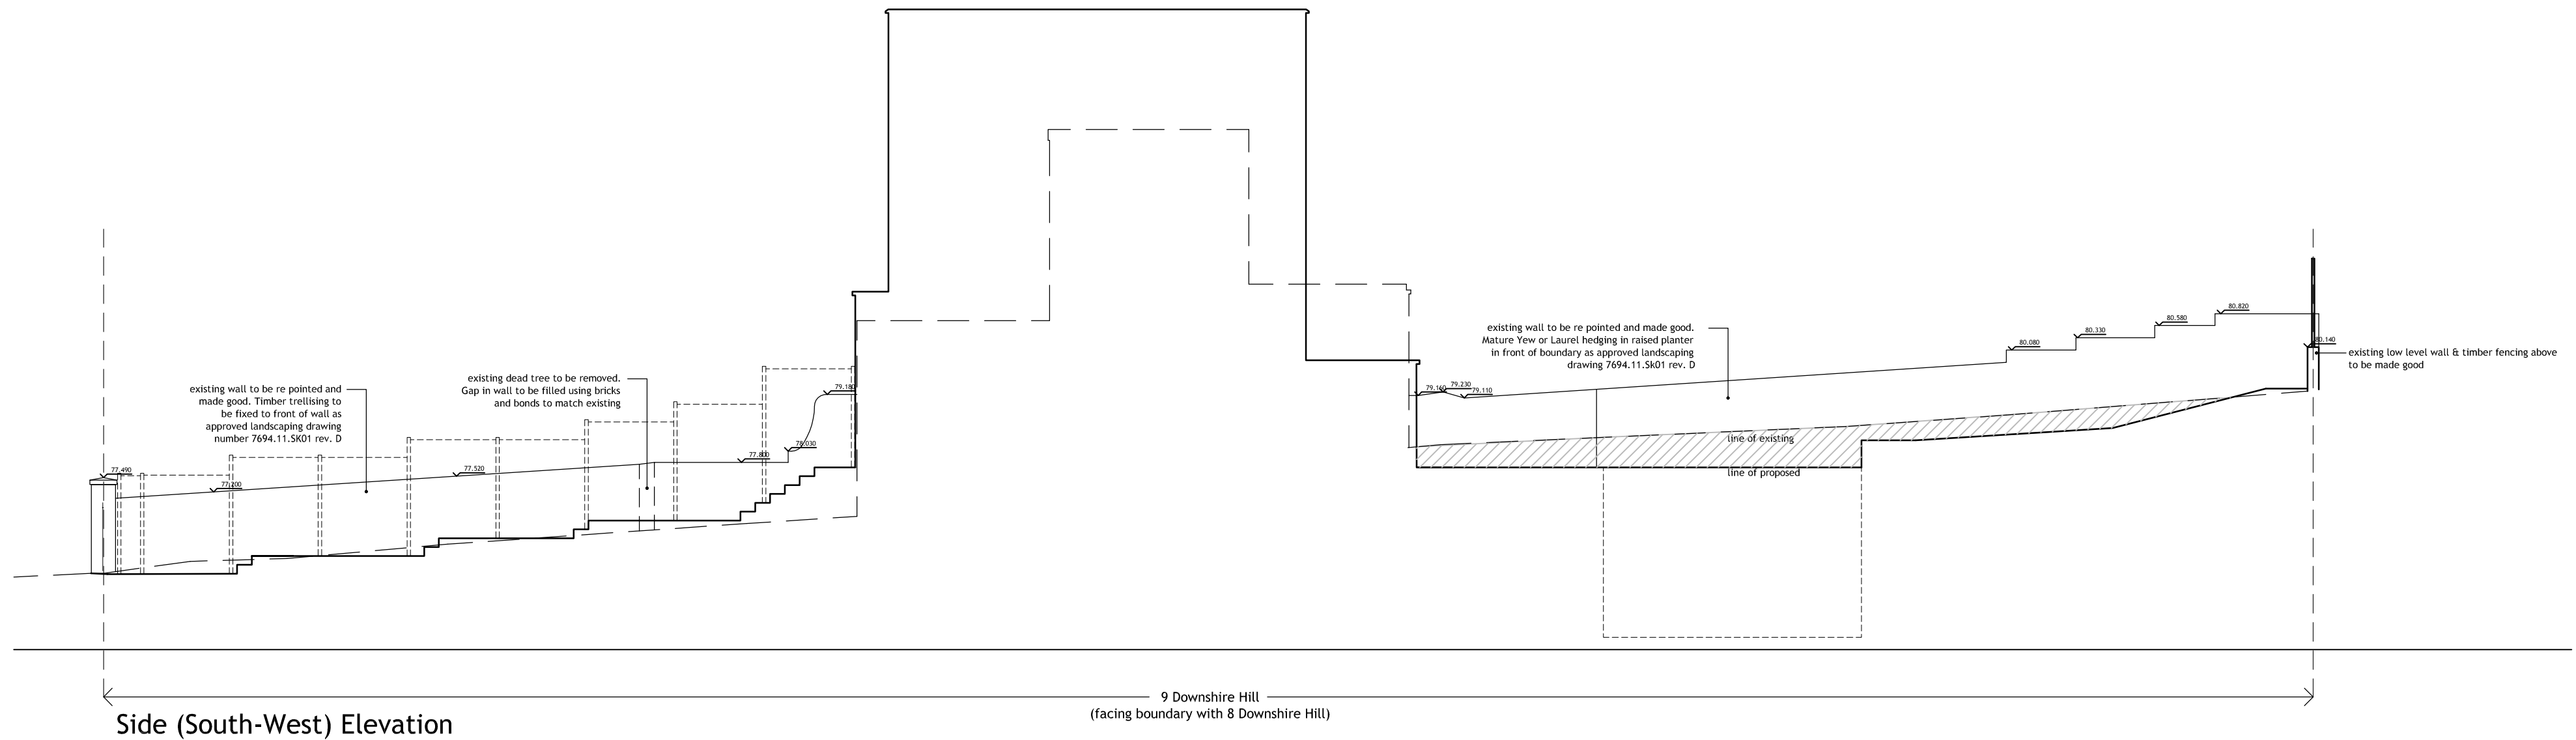 80.820
80.580
80.330
80.140
80.080
existing wall to be re pointed and made good.
Mature Yew or Laurel hedging in raised planter
in front of boundary as approved landscaping
drawing 7694.11.Sk01 rev. D
existing low level wall & timber fencing above
to be made good
existing dead tree to be removed.
Gap in wall to be filled using bricks
and bonds to match existing
existing wall to be re pointed and
made good. Timber trellising to
be fixed to front of wall as
approved landscaping drawing
number 7694.11.SK01 rev. D
79.180
79.160
79.230
79.110
78.030
77.800
77.520
77.490
77.200
line of existing
line of proposed
9 Downshire Hill
(facing boundary with 8 Downshire Hill)
Side (South-West) Elevation